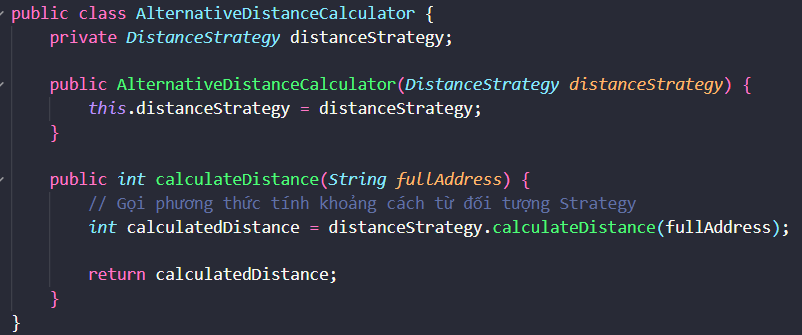 public class AlternativeDistanceCalculator {
private DistanceStrategy distanceStrategy;
public AlternativeDistanceCalculator(DistanceStrategy distanceStrategy) {
this.distanceStrategy = distanceStrategy;
}
public int calculateDistance(String fullAddress) {
// Gọi phương thức tính khoảng cách từ đối tượng Strategy
int calculatedDistance = distanceStrategy.calculateDistance(fullAddress);
return calculatedDistance;
}
}